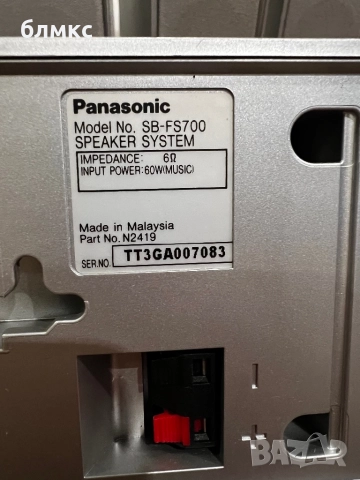 блмкс
Panasonic
Model No. SB-FS700
SPEAKER SYSTEM
IMPEDANCE: 6Ω
INPUT POWER:60W(MUSIC)
Made in Malaysia
Part No. N2419
SER.NO. TT3GA007083
BAZAR